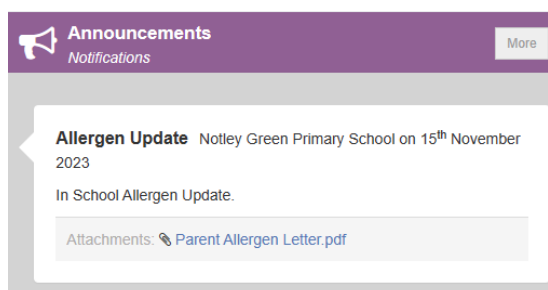 Announcements
Notifications
More
Allergen Update Notley Green Primary School on 15th November
2023
In School Allergen Update.
Attachments: Parent Allergen Letter.pdf